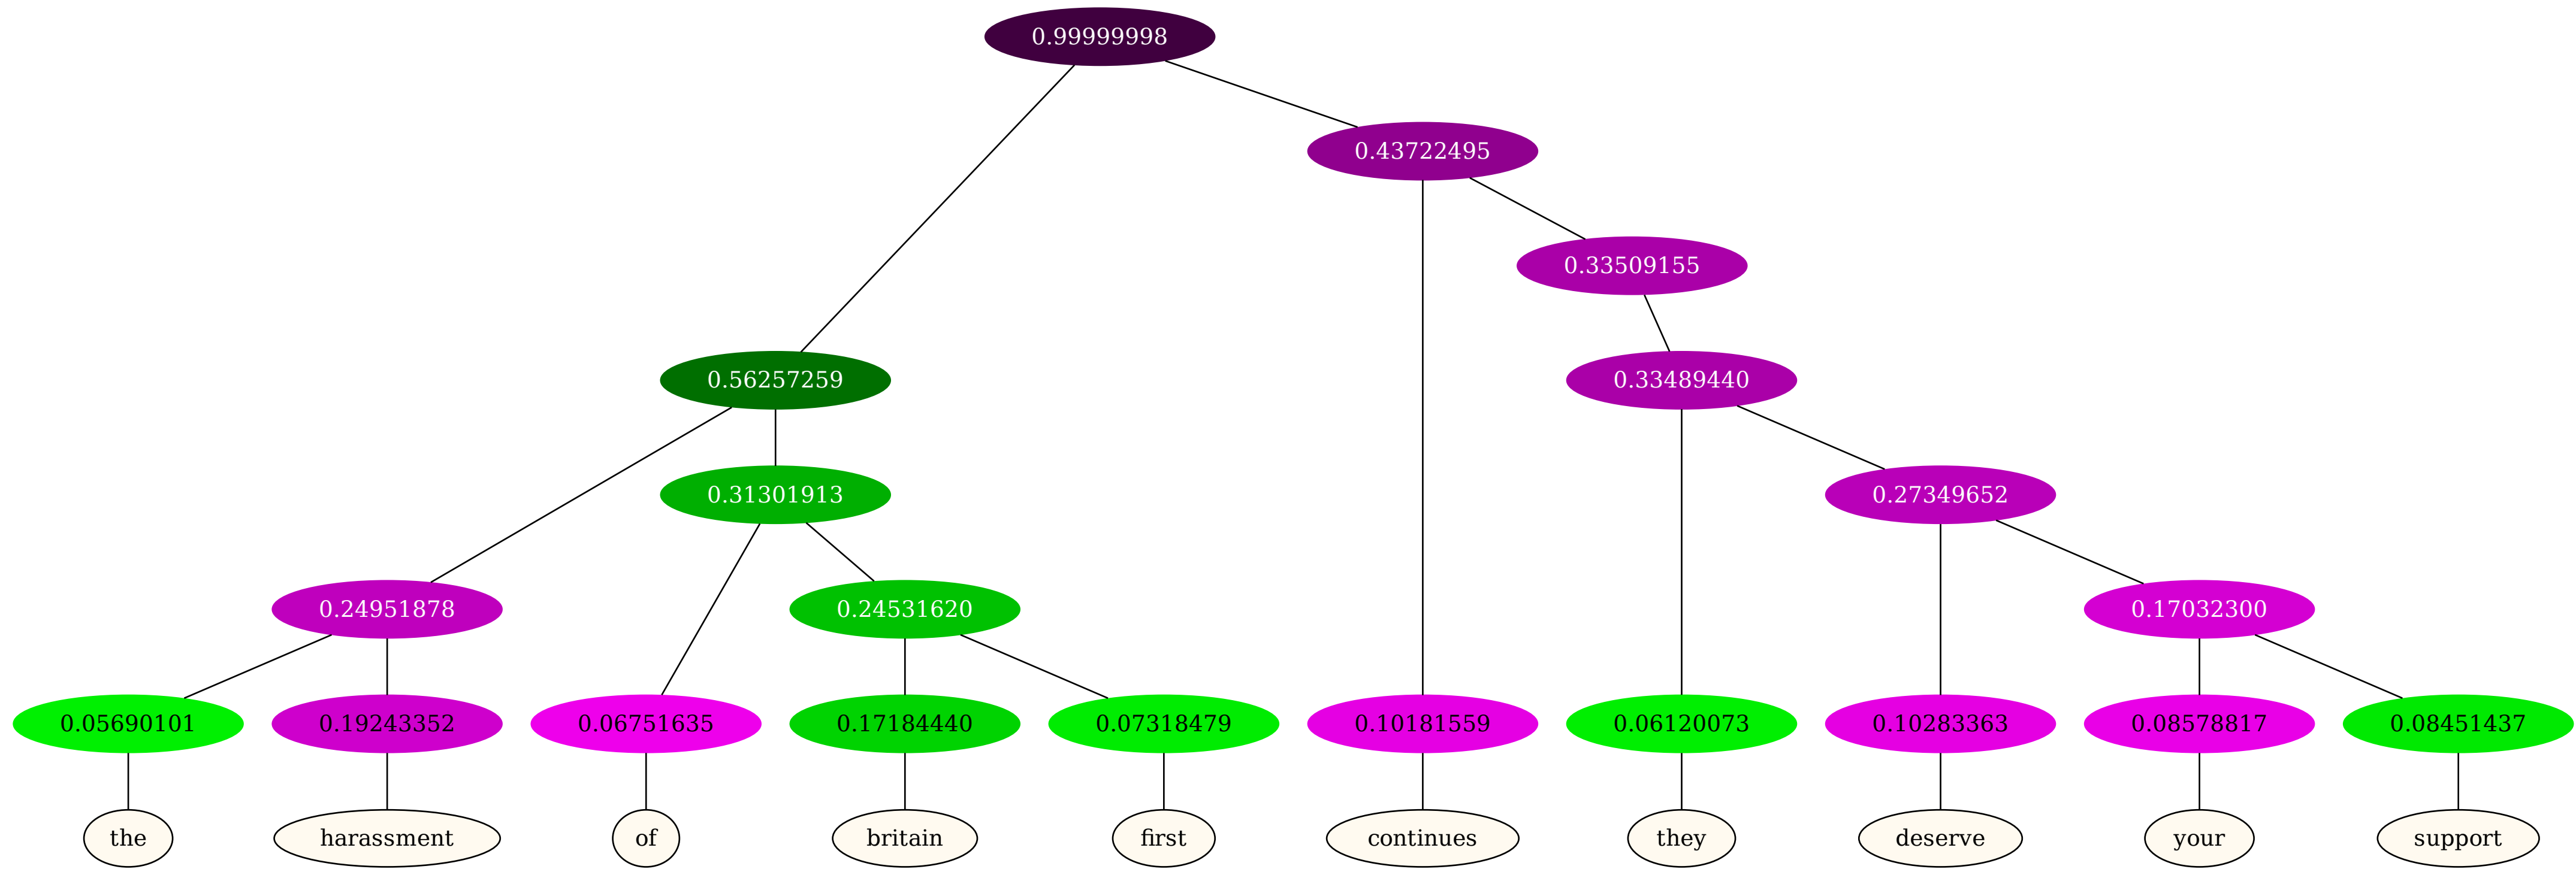 0.99999998
0.43722495
0.33509155
0.56257259 0.33489440
0.31301913 0.27349652
0.24951878 0.24531620 0.17032300
0.05690101 0.19243352 0.06751635 0.17184440 0.07318479 0.10181559 0.06120073 0.10283363 0.08578817 0.08451437
the harassment of britain first continues they deserve your support